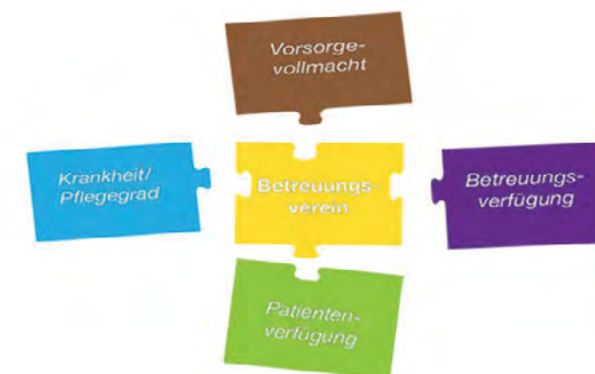 Vorsorge-
vollmacht
Krankheit/
Pflegegrad
Betreuungs-
verein
Betreuungs-
verfügung
Patienten-
verfügung